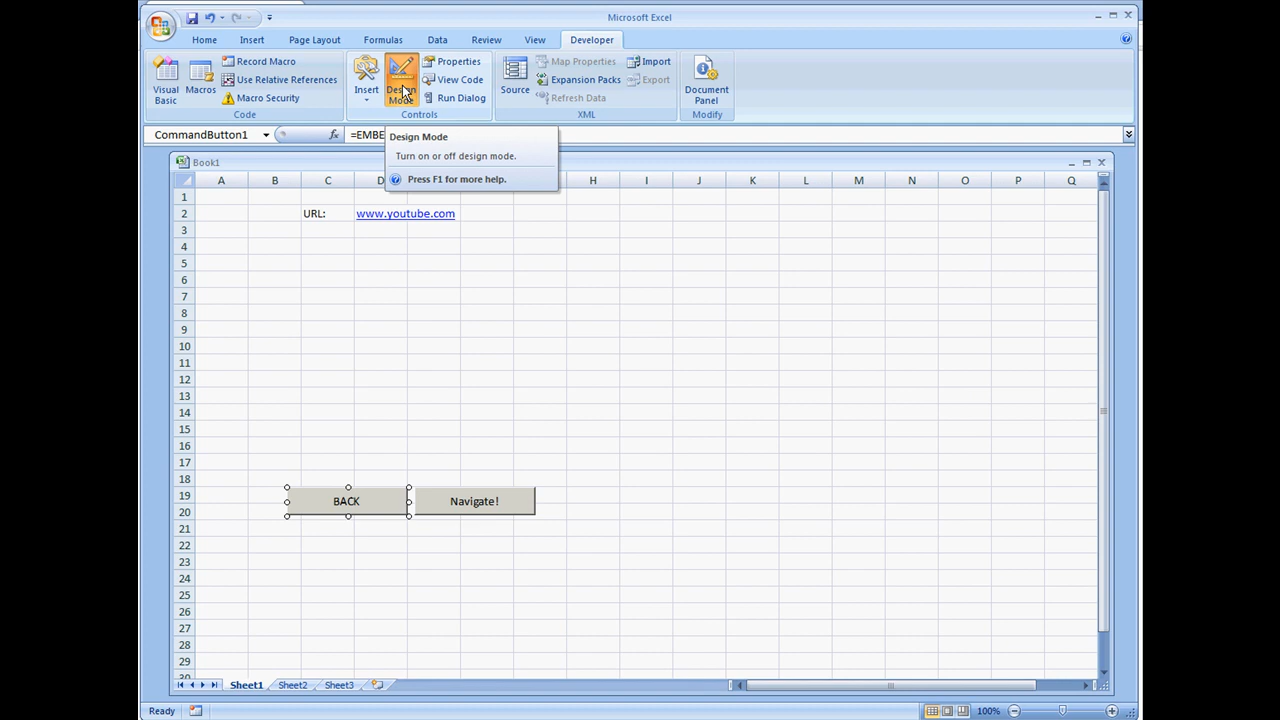 Microsoft Excel
Home Insert Page Layout Formulas Data Review View Developer
Visual Basic
Macros
Record Macro
Use Relative References
Macro Security
Code
Insert
Design Mode
Properties
View Code
Run Dialog
Controls
Source
Map Properties
Expansion Packs
Refresh Data
Import
Export
XML
Document Panel
Modify
CommandButton1
fx
=EMBE
Design Mode
Turn on or off design mode.
Press F1 for more help.
Book1
A B C D H I J K L M N O P Q
1
2 URL: www.youtube.com
3
4
5
6
7
8
9
10
11
12
13
14
15
16
17
18
19 BACK Navigate!
20
21
22
23
24
25
26
27
28
29
30
Sheet1 Sheet2 Sheet3
Ready
100%